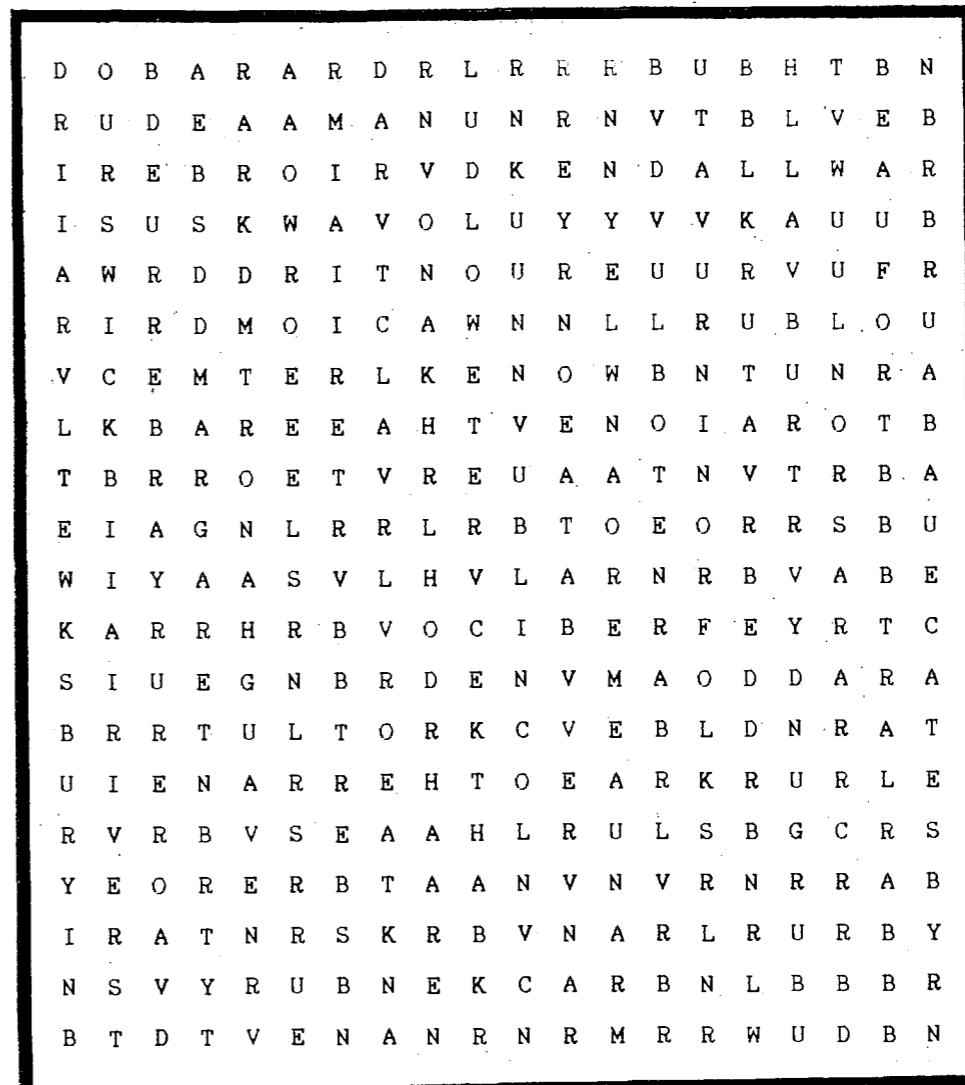 D O B A R A R D R L R R R B U B H T B N
R U D E A A M A N U N R N V T B L V E B
I R E B R O I R V D K E N D A L L W A R
I S U S K W A V O L U Y Y V V K A U U B
A W R D D R I T N O U R E U U R V U F R
R I R D M O I C A W N N L L R U B L O U
V C E M T E R L K E N O W B N T U N R A
L K B A R E E A H T V E N O I A R O T B
T B R R O E T V R E U A A T N V T R B A
E I A G N L R R L R B T O E O R R S B U
W I Y A A S V L H V L A R N R B V A B E
K A R R H R B V O C I B E R F E Y R T C
S I U E G N B R D E N V M A O D D A R A
B R R T U L T O R K C V E B L D N R A T
U I E N A R R E H T O E A R K R U R L E
R V R B V S E A A H L R U L S B G C R S
Y E O R E R B T A A N V N V R N R R A B
I R A T N R S K R B V N A R L R U R B Y
N S V Y R U B N E K C A R B N L B B B R
B T D T V E N A N R N R M R R W U D B N